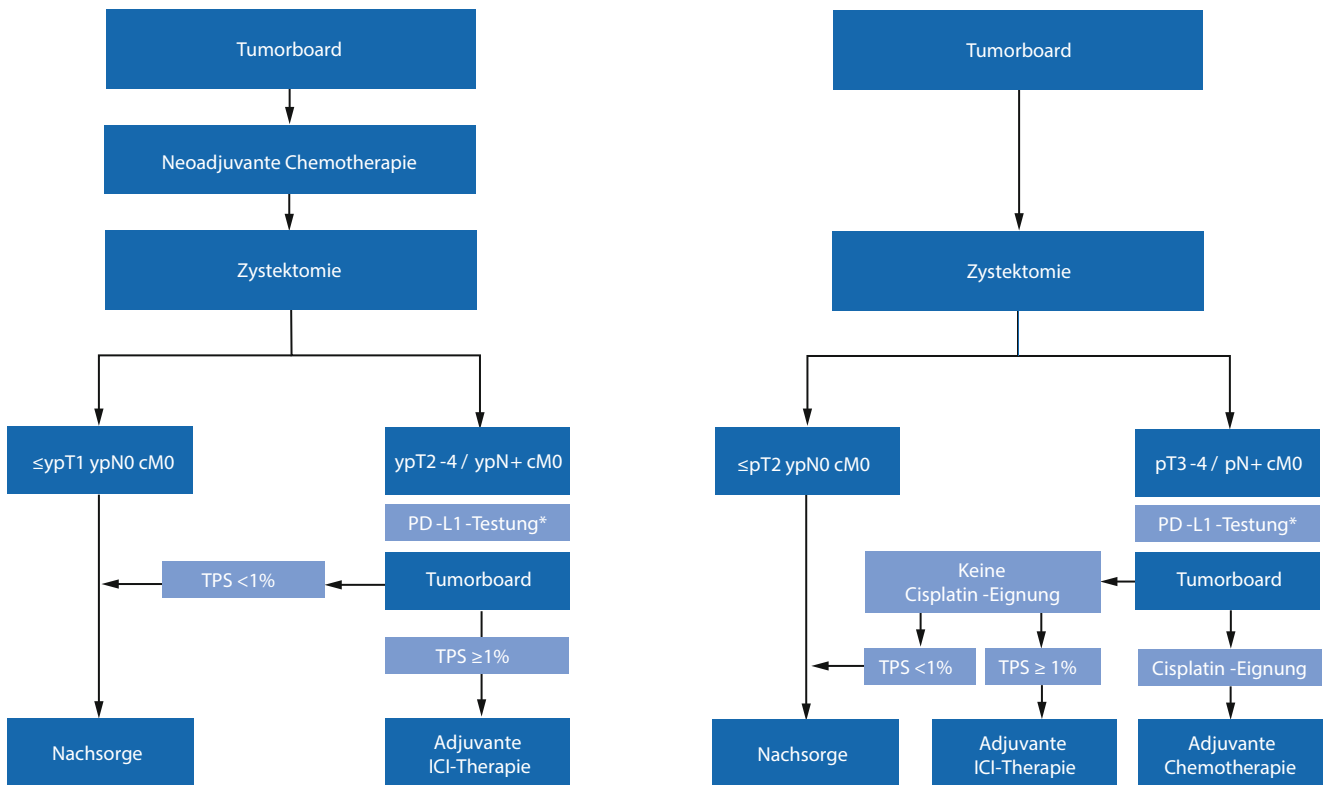 Tumorboard
Neoadjuvante Chemotherapie
Zystektomie
≤ypT1 ypN0 cM0
ypT2 -4 / ypN+ cM0
PD -L1 -Testung*
TPS <1%
Tumorboard
TPS ≥1%
Nachsorge
Adjuvante
ICI-Therapie
Tumorboard
Zystektomie
≤pT2 ypN0 cM0
pT3 -4 / pN+ cM0
PD -L1 -Testung*
Keine
Cisplatin -Eignung
Tumorboard
TPS <1%
TPS ≥ 1%
Cisplatin -Eignung
Nachsorge
Adjuvante
ICI-Therapie
Adjuvante
Chemotherapie